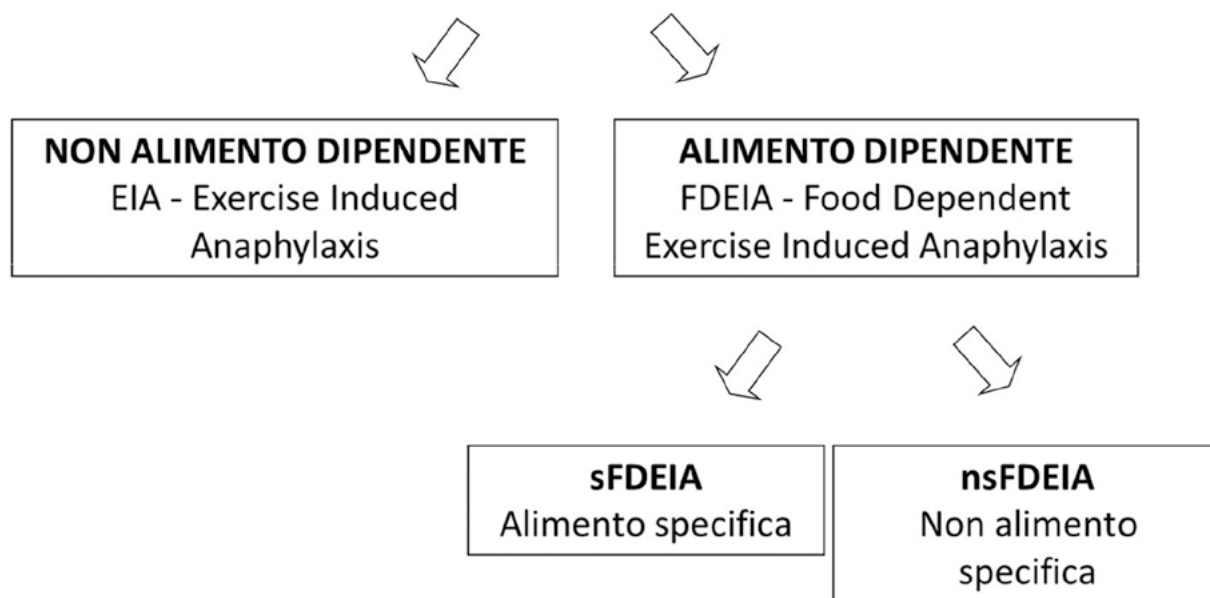 NON ALIMENTO DIPENDENTE
EIA - Exercise Induced
Anaphylaxis
ALIMENTO DIPENDENTE
FDEIA - Food Dependent
Exercise Induced Anaphylaxis
sFDEIA
Alimento specifica
nsFDEIA
Non alimento
specifica